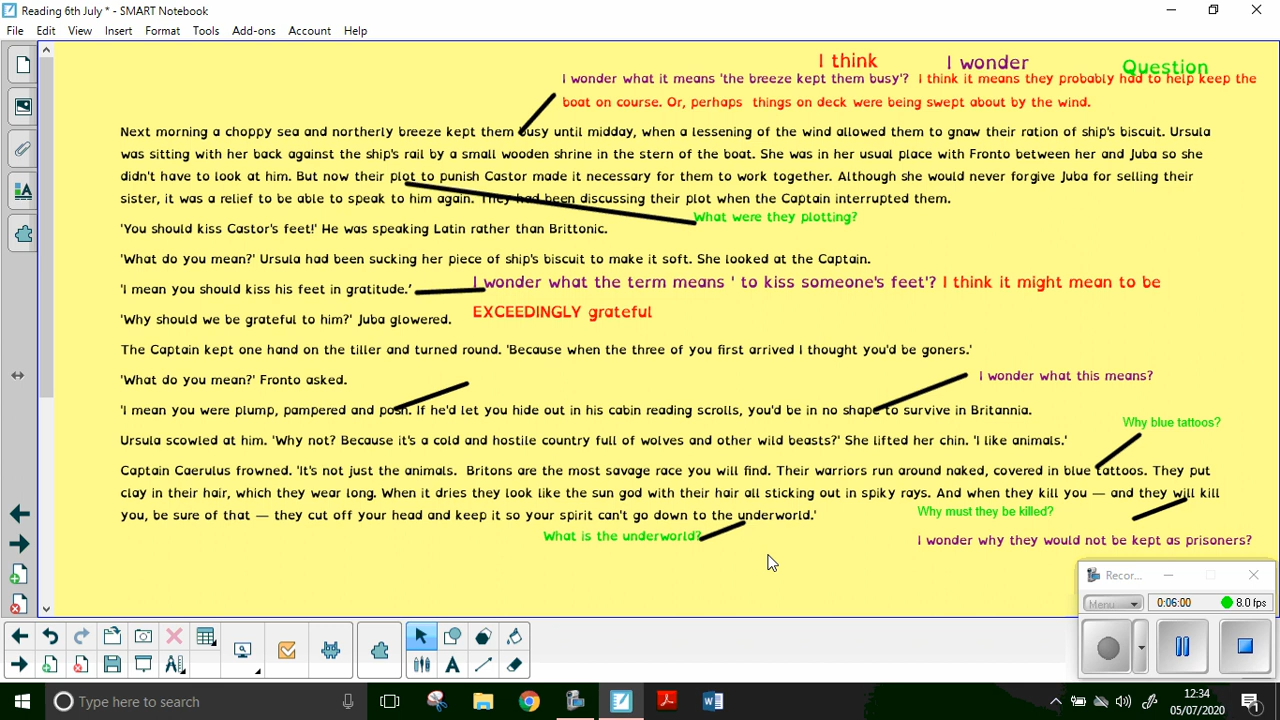 Reading 6th July * - SMART Notebook
File Edit View Insert Format Tools Add-ons Account Help
I think I wonder Question
I wonder what it means 'the breeze kept them busy'? I think it means they probably had to help keep the
boat on course. Or, perhaps things on deck were being swept about by the wind.
Next morning a choppy sea and northerly breeze kept them busy until midday, when a lessening of the wind allowed them to gnaw their ration of ship's biscuit. Ursula
was sitting with her back against the ship's rail by a small wooden shrine in the stern of the boat. She was in her usual place with Fronto between her and Juba so she
didn't have to look at him. But now their plot to punish Castor made it necessary for them to work together. Although she would never forgive Juba for selling their
sister, it was a relief to be able to speak to him again. They had been discussing their plot when the Captain interrupted them.
What were they plotting?
'You should kiss Castor's feet!' He was speaking Latin rather than Brittonic.
'What do you mean?' Ursula had been sucking her piece of ship's biscuit to make it soft. She looked at the Captain.
'I mean you should kiss his feet in gratitude.'
I wonder what the term means ' to kiss someone's feet'? I think it might mean to be
EXCEEDINGLY grateful
'Why should we be grateful to him?' Juba glowered.
The Captain kept one hand on the tiller and turned round. 'Because when the three of you first arrived I thought you'd be goners.'
'What do you mean?' Fronto asked.
I wonder what this means?
'I mean you were plump, pampered and posh. If he'd let you hide out in his cabin reading scrolls, you'd be in no shape to survive in Britannia.
Why blue tattoos?
Ursula scowled at him. 'Why not? Because it's a cold and hostile country full of wolves and other wild beasts?' She lifted her chin. 'I like animals.'
Captain Caerulus frowned. 'It's not just the animals. Britons are the most savage race you will find. Their warriors run around naked, covered in blue tattoos. They put
clay in their hair, which they wear long. When it dries they look like the sun god with their hair all sticking out in spiky rays. And when they kill you — and they will kill
you, be sure of that — they cut off your head and keep it so your spirit can't go down to the underworld.'
Why must they be killed?
What is the underworld?
I wonder why they would not be kept as prisoners?
Recor...
Menu 0:06:00 8.0 fps
Type here to search
12:34
05/07/2020
1